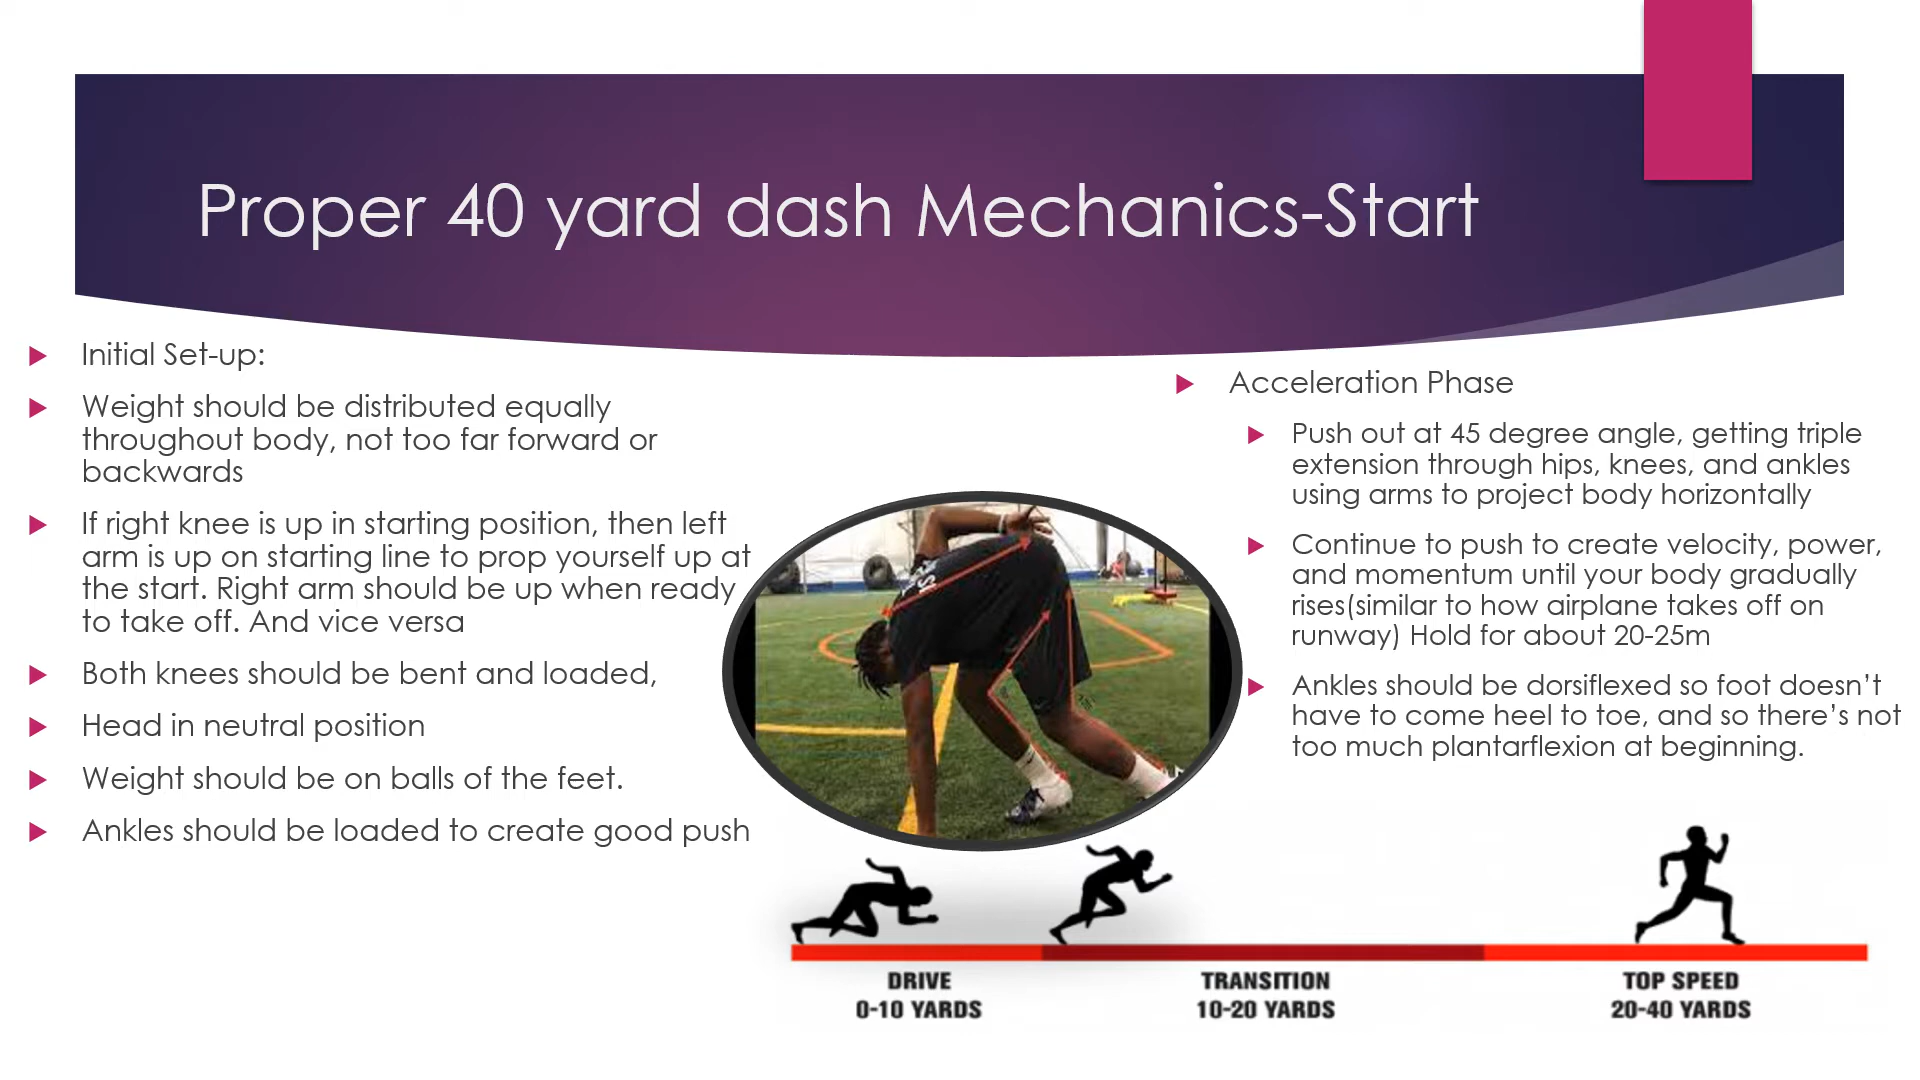 Proper 40 yard dash Mechanics-Start
Initial Set-up:
Weight should be distributed equally
throughout body, not too far forward or
backwards
If right knee is up in starting position, then left
arm is up on starting line to prop yourself up at
the start. Right arm should be up when ready
to take off. And vice versa
Both knees should be bent and loaded,
Head in neutral position
Weight should be on balls of the feet.
Ankles should be loaded to create good push
Acceleration Phase
Push out at 45 degree angle, getting triple
extension through hips, knees, and ankles
using arms to project body horizontally
Continue to push to create velocity, power,
and momentum until your body gradually
rises(similar to how airplane takes off on
runway) Hold for about 20-25m
Ankles should be dorsiflexed so foot doesn't
have to come heel to toe, and so there's not
too much plantarflexion at beginning.
DRIVE
0-10 YARDS
TRANSITION
10-20 YARDS
TOP SPEED
20-40 YARDS